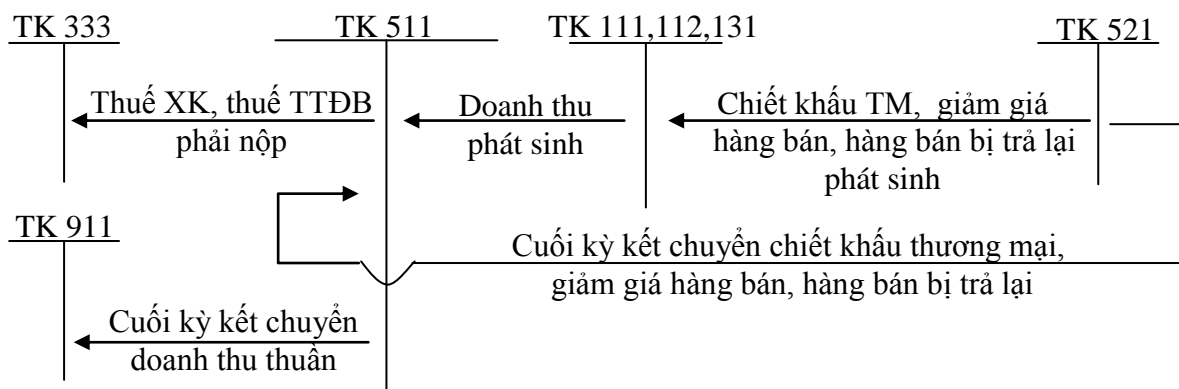 TK 333 TK 511 TK 111,112,131 TK 521
Thuế XK, thuế TTĐB
phải nộp
Doanh thu
phát sinh
Chiết khấu TM, giảm giá
hàng bán, hàng bán bị trả lại
phát sinh
TK 911
Cuối kỳ kết chuyển chiết khấu thương mại,
giảm giá hàng bán, hàng bán bị trả lại
Cuối kỳ kết chuyển
doanh thu thuần